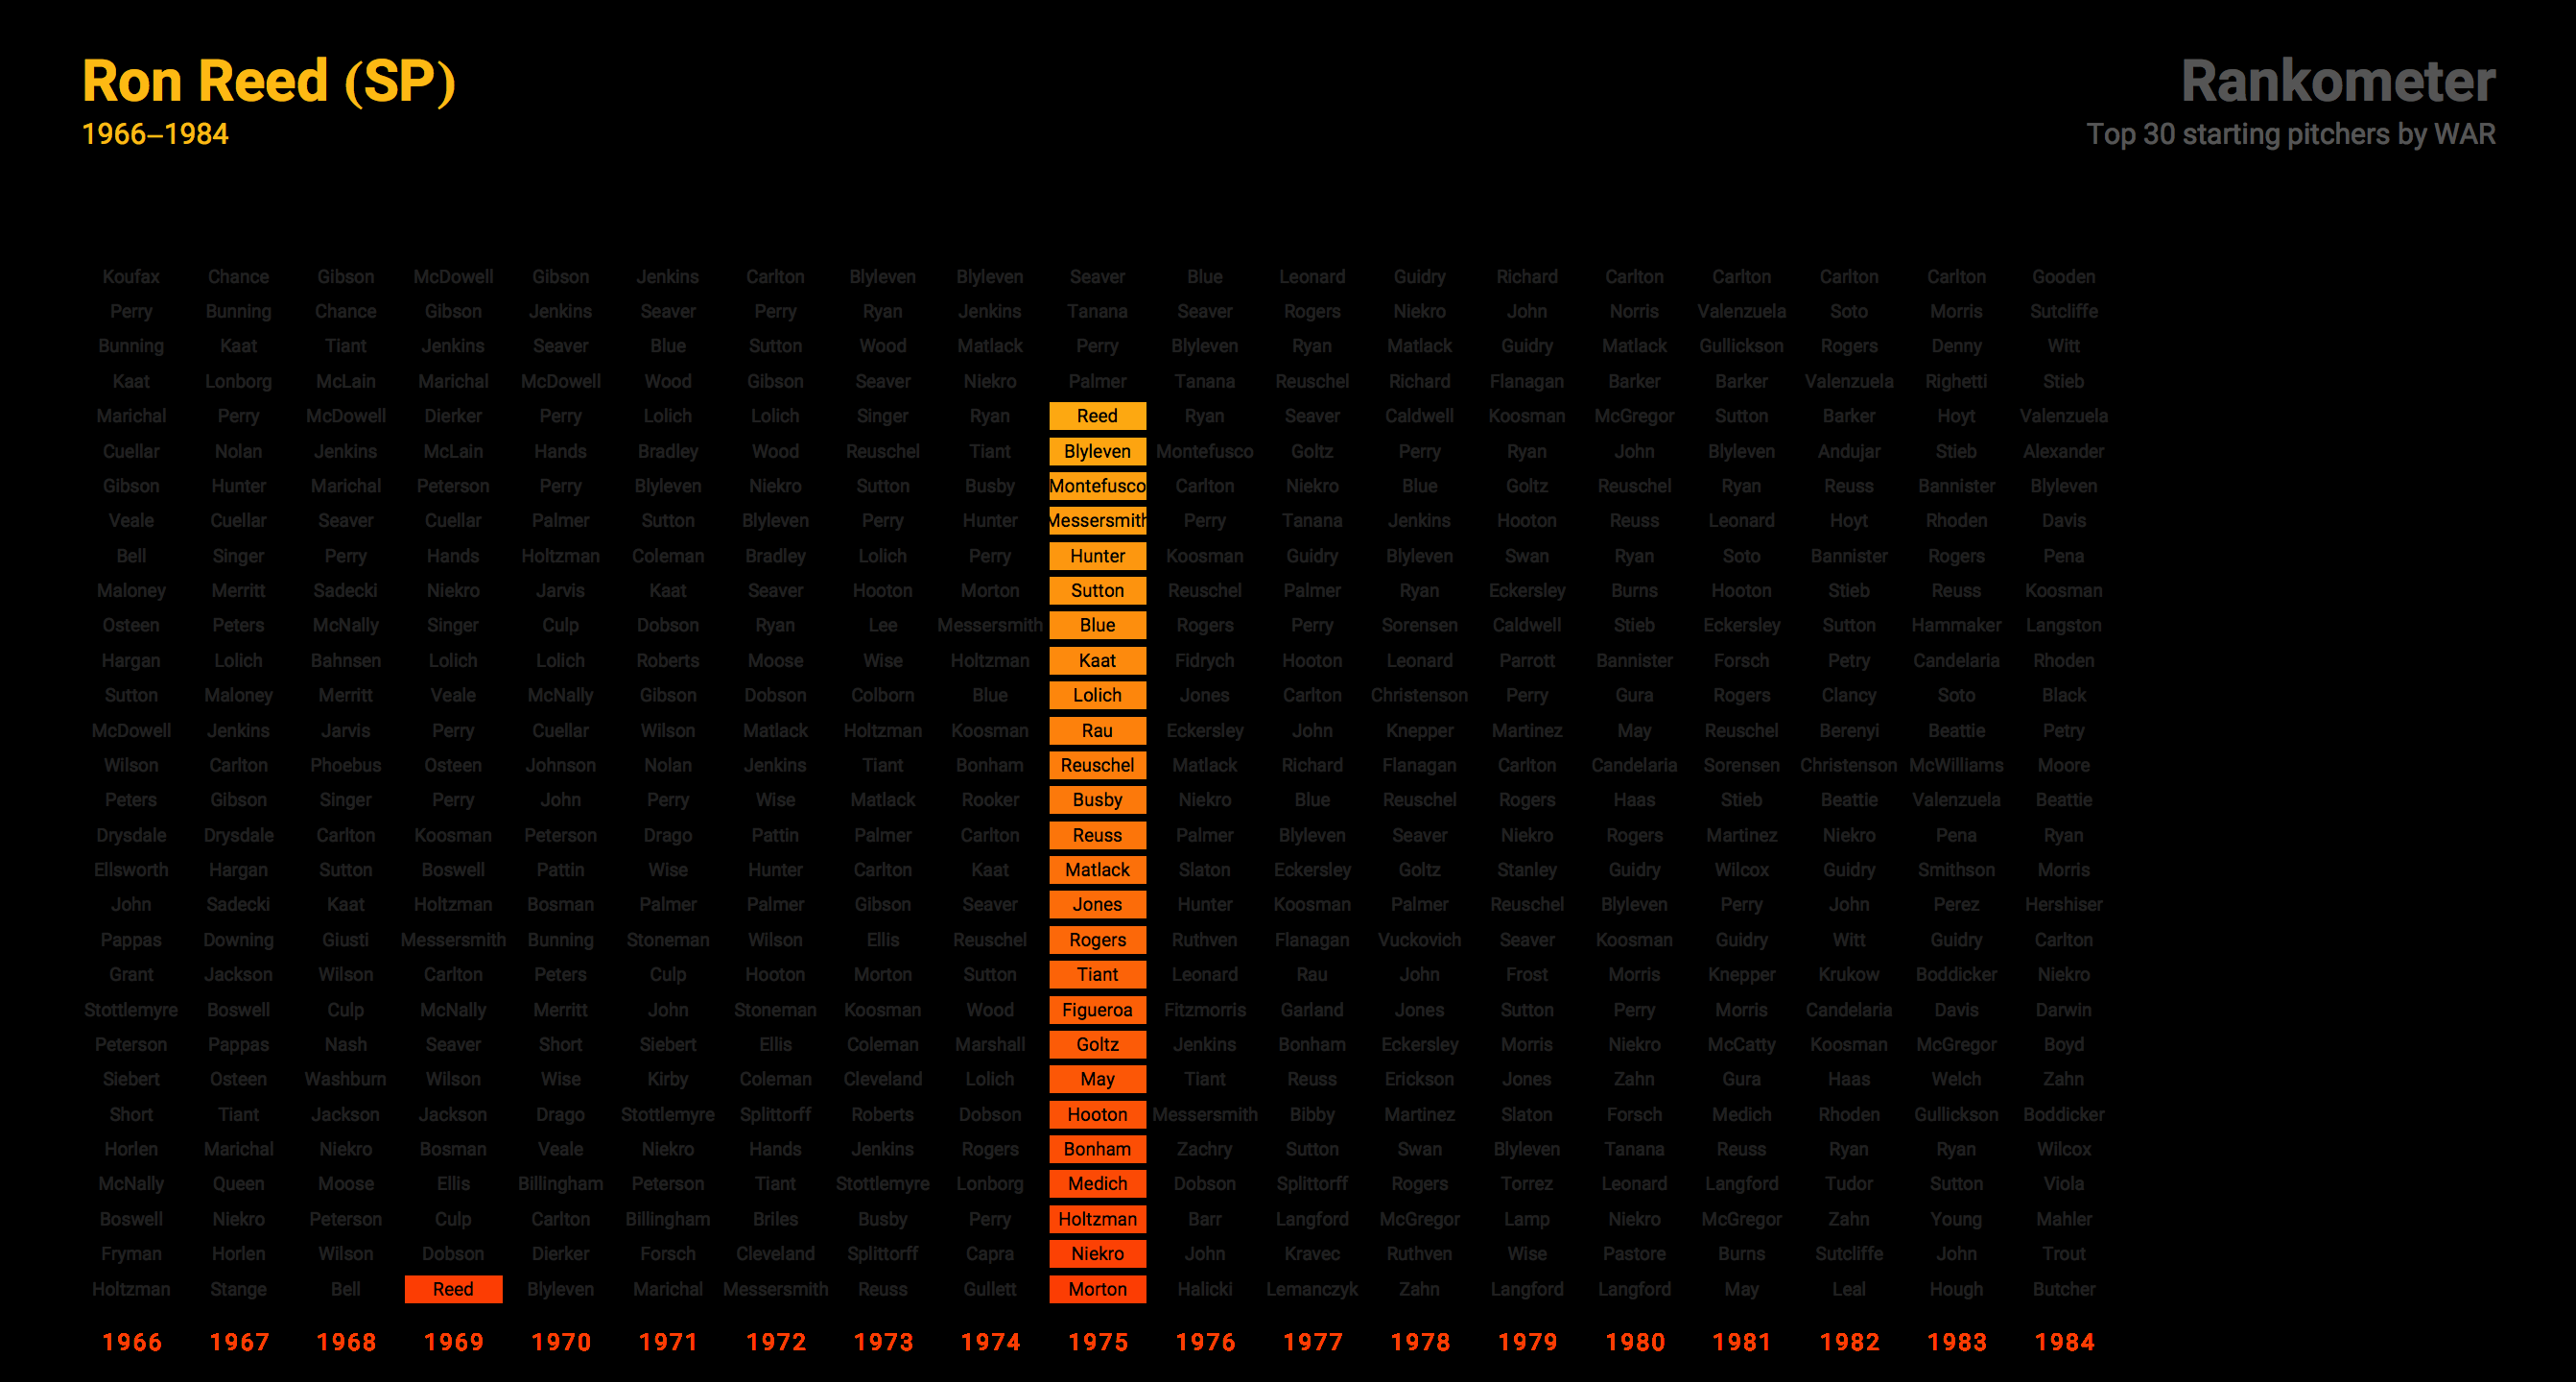 Ron Reed (SP)
1966–1984
Rankometer
Top 30 starting pitchers by WAR
Koufax Chance Gibson McDowell Gibson Jenkins Carlton Blyleven Blyleven Seaver Blue Leonard Guidry Richard Carlton Carlton Carlton Carlton Gooden
Perry Bunning Chance Gibson Jenkins Seaver Perry Ryan Jenkins Tanana Seaver Rogers Niekro John Norris Valenzuela Soto Morris Sutcliffe
Bunning Kaat Tiant Jenkins Seaver Blue Sutton Wood Matlack Perry Blyleven Ryan Matlack Guidry Matlack Gullickson Rogers Denny Witt
Kaat Lonborg McLain Marichal McDowell Wood Gibson Seaver Niekro Palmer Tanana Reuschel Richard Flanagan Barker Barker Valenzuela Righetti Stieb
Marichal Perry McDowell Dierker Perry Lolich Lolich Singer Ryan Reed Ryan Seaver Caldwell Koosman McGregor Sutton Barker Hoyt Valenzuela
Cuellar Nolan Jenkins McLain Hands Bradley Wood Reuschel Tiant Blyleven Montefusco Goltz Perry Ryan John Blyleven Andujar Stieb Alexander
Gibson Hunter Marichal Peterson Perry Blyleven Niekro Sutton Busby Montefusco Carlton Niekro Blue Goltz Reuschel Ryan Reuss Bannister Blyleven
Veale Cuellar Seaver Cuellar Palmer Sutton Blyleven Perry Hunter Messersmith Perry Tanana Jenkins Hooton Reuss Leonard Hoyt Rhoden Davis
Bell Singer Perry Hands Holtzman Coleman Bradley Lolich Perry Hunter Koosman Guidry Blyleven Swan Ryan Soto Bannister Rogers Pena
Maloney Merritt Sadecki Niekro Jarvis Kaat Seaver Hooton Morton Sutton Reuschel Palmer Ryan Eckersley Burns Hooton Stieb Reuss Koosman
Osteen Peters McNally Singer Culp Dobson Ryan Lee Messersmith Blue Rogers Perry Sorensen Caldwell Stieb Eckersley Sutton Hammaker Langston
Hargan Lolich Bahnsen Lolich Lolich Roberts Moose Wise Holtzman Kaat Fidrych Hooton Leonard Parrott Bannister Forsch Petry Candelaria Rhoden
Sutton Maloney Merritt Veale McNally Gibson Dobson Colborn Blue Lolich Jones Carlton Christenson Perry Gura Rogers Clancy Soto Black
McDowell Jenkins Jarvis Perry Cuellar Wilson Matlack Holtzman Koosman Rau Eckersley John Knepper Martinez May Reuschel Berenyi Beattie Petry
Wilson Carlton Phoebus Osteen Johnson Nolan Jenkins Tiant Bonham Reuschel Matlack Richard Flanagan Carlton Candelaria Sorensen Christenson McWilliams Moore
Peters Gibson Singer Perry John Perry Wise Matlack Rooker Busby Niekro Blue Reuschel Rogers Haas Stieb Beattie Valenzuela Beattie
Drysdale Drysdale Carlton Koosman Peterson Drago Pattin Palmer Carlton Reuss Palmer Blyleven Seaver Niekro Rogers Martinez Niekro Pena Ryan
Ellsworth Hargan Sutton Boswell Pattin Wise Hunter Carlton Kaat Matlack Slaton Eckersley Goltz Stanley Guidry Wilcox Guidry Smithson Morris
John Sadecki Kaat Holtzman Bosman Palmer Palmer Gibson Seaver Jones Hunter Koosman Palmer Reuschel Blyleven Perry John Perez Hershiser
Pappas Downing Giusti Messersmith Bunning Stoneman Wilson Ellis Reuschel Rogers Ruthven Flanagan Vuckovich Seaver Koosman Guidry Witt Guidry Carlton
Grant Jackson Wilson Carlton Peters Culp Hooton Morton Sutton Tiant Leonard Rau John Frost Morris Knepper Krukow Boddicker Niekro
Stottlemyre Boswell Culp McNally Merritt John Stoneman Koosman Wood Figueroa Fitzmorris Garland Jones Sutton Perry Morris Candelaria Davis Darwin
Peterson Pappas Nash Seaver Short Siebert Ellis Coleman Marshall Goltz Jenkins Bonham Eckersley Morris Niekro McCatty Koosman McGregor Boyd
Siebert Osteen Washburn Wilson Wise Kirby Coleman Cleveland Lolich May Tiant Reuss Erickson Jones Zahn Gura Haas Welch Zahn
Short Tiant Jackson Jackson Drago Stottlemyre Splittorff Roberts Dobson Hooton Messersmith Bibby Martinez Slaton Forsch Medich Rhoden Gullickson Boddicker
Horlen Marichal Niekro Bosman Veale Niekro Hands Jenkins Rogers Bonham Zachry Sutton Swan Blyleven Tanana Reuss Ryan Ryan Wilcox
McNally Queen Moose Ellis Billingham Peterson Tiant Stottlemyre Lonborg Medich Dobson Splittorff Rogers Torrez Leonard Langford Tudor Sutton Viola
Boswell Niekro Peterson Culp Carlton Billingham Briles Busby Perry Holtzman Barr Langford McGregor Lamp Niekro McGregor Zahn Young Mahler
Fryman Horlen Wilson Dobson Dierker Forsch Cleveland Splittorff Capra Niekro John Kravec Ruthven Wise Pastore Burns Sutcliffe John Trout
Holtzman Stange Bell Reed Blyleven Marichal Messersmith Reuss Gullett Morton Halicki Lemanczyk Zahn Langford Langford May Leal Hough Butcher
1966 1967 1968 1969 1970 1971 1972 1973 1974 1975 1976 1977 1978 1979 1980 1981 1982 1983 1984